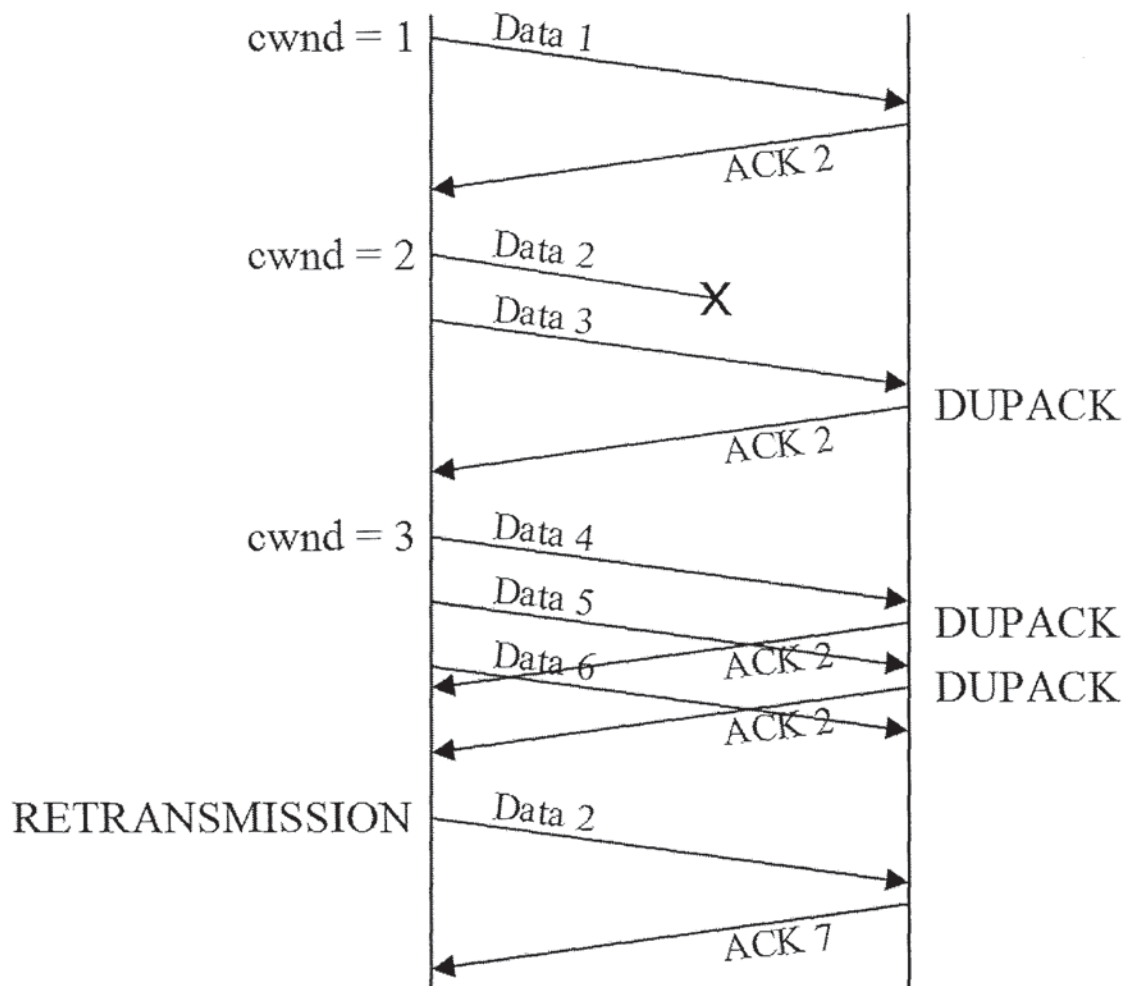 cwnd = 1
Data 1
ACK 2
cwnd = 2
Data 2
X
Data 3
DUPACK
ACK 2
cwnd = 3
Data 4
Data 5
DUPACK
ACK 2
Data 6
DUPACK
ACK 2
RETRANSMISSION
Data 2
ACK 7